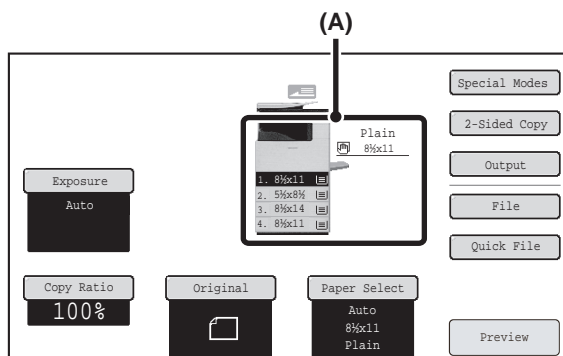 (A)
Special Modes
2-Sided Copy
Output
File
Quick File
Preview
Plain
8½x11
1. 8½x11
2. 5½x8½
3. 8½x14
4. 8½x11
Exposure
Auto
Copy Ratio
100%
Original
Paper Select
Auto
8½x11
Plain